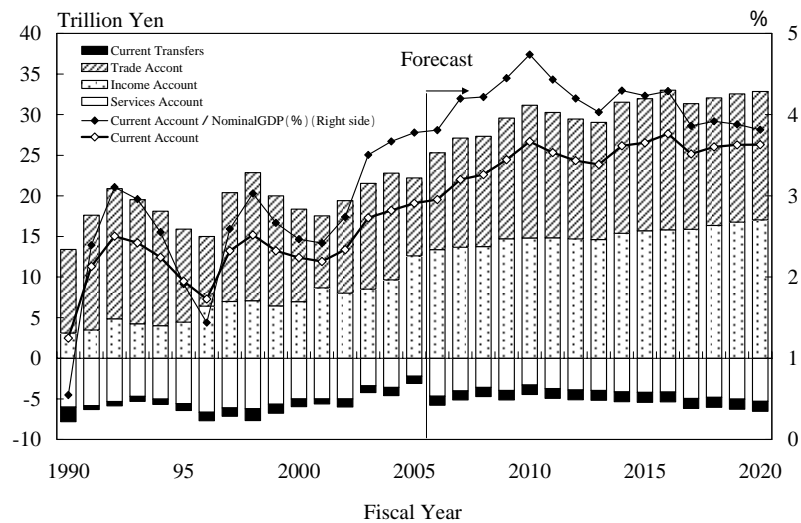 Trillion Yen
%
Current Transfers
Trade Accont
Income Account
Services Account
Current Account / NominalGDP(%)(Right side)
Current Account
Forecast
40
35
30
25
20
15
10
5
0
-5
-10
5
4
3
2
1
0
1990 95 2000 2005 2010 2015 2020
Fiscal Year